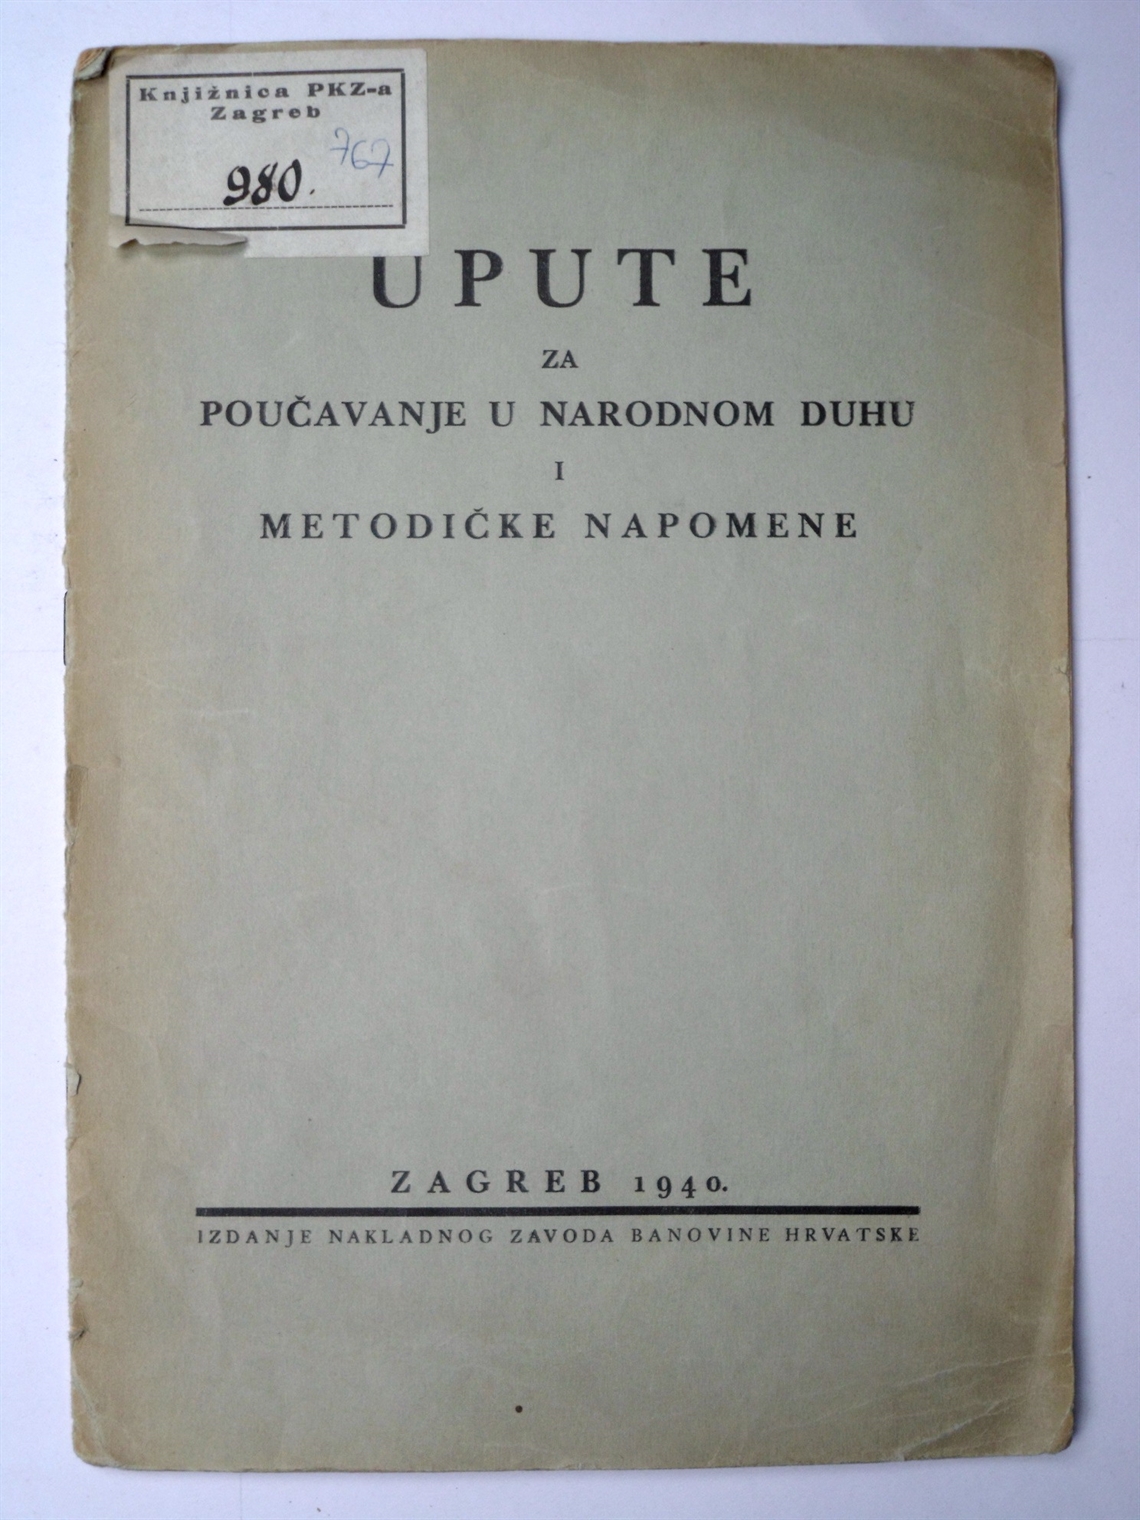 Knjižnica PKZ-a
Zagreb
767
980.
UPUTE
ZA
POUČAVANJE U NARODNOM DUHU
I
METODIČKE NAPOMENE
ZAGREB 1940.
IZDANJE NAKLADNOG ZAVODA BANOVINE HRVATSKE